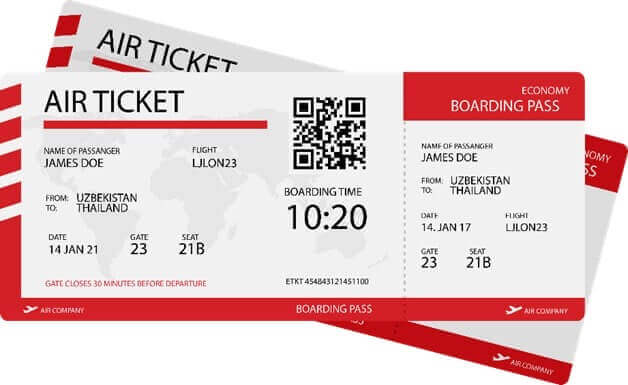 AIR TICKET
AIR TICKET
NAME OF PASSANGER
JAMES DOE
FLIGHT
LJLON23
FROM: UZBEKISTAN
TO: THAILAND
DATE
14 JAN 21
GATE
23
SEAT
21B
GATE CLOSES 30 MINUTES BEFORE DEPARTURE
AIR COMPANY
BOARDING TIME
10:20
ETKT 454843121451100
BOARDING PASS
ECONOMY
BOARDING PASS
NAME OF PASSANGER
JAMES DOE
FROM: UZBEKISTAN
TO: THAILAND
DATE
14. JAN 17
FLIGHT
LJLON23
GATE
23
SEAT
21B
AIR COMPANY
ECONOMY
PASS
AIR COMPANY